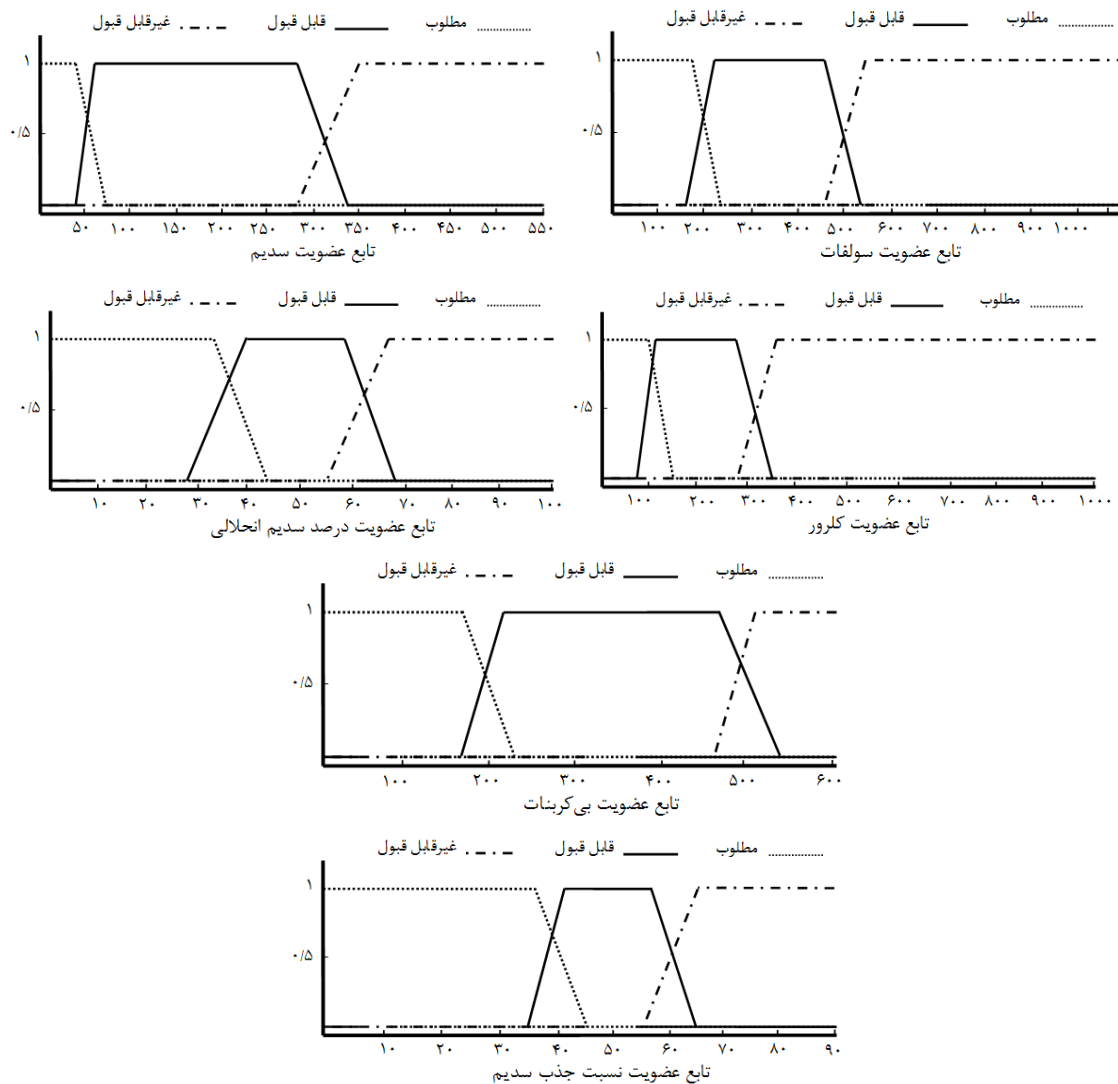 مطلوب قابل قبول غیرقابل قبول
۱
۰/۵
۵۰ ۱۰۰ ۱۵۰ ۲۰۰ ۲۵۰ ۳۰۰ ۳۵۰ ۴۰۰ ۴۵۰ ۵۰۰ ۵۵۰
تابع عضویت سدیم
مطلوب قابل قبول غیرقابل قبول
۱
۰/۵
۱۰۰ ۲۰۰ ۳۰۰ ۴۰۰ ۵۰۰ ۶۰۰ ۷۰۰ ۸۰۰ ۹۰۰ ۱۰۰۰
تابع عضویت سولفات
مطلوب قابل قبول غیرقابل قبول
۱
۰/۵
۱۰ ۲۰ ۳۰ ۴۰ ۵۰ ۶۰ ۷۰ ۸۰ ۹۰ ۱۰۰
تابع عضویت درصد سدیم انحلالی
مطلوب قابل قبول غیرقابل قبول
۱
۰/۵
۱۰۰ ۲۰۰ ۳۰۰ ۴۰۰ ۵۰۰ ۶۰۰ ۷۰۰ ۸۰۰ ۹۰۰ ۱۰۰۰
تابع عضویت کلرور
مطلوب قابل قبول غیرقابل قبول
۱
۰/۵
۱۰۰ ۲۰۰ ۳۰۰ ۴۰۰ ۵۰۰ ۶۰۰
تابع عضویت بی‌کربنات
مطلوب قابل قبول غیرقابل قبول
۱
۰/۵
۱۰ ۲۰ ۳۰ ۴۰ ۵۰ ۶۰ ۷۰ ۸۰ ۹۰
تابع عضویت نسبت جذب سدیم